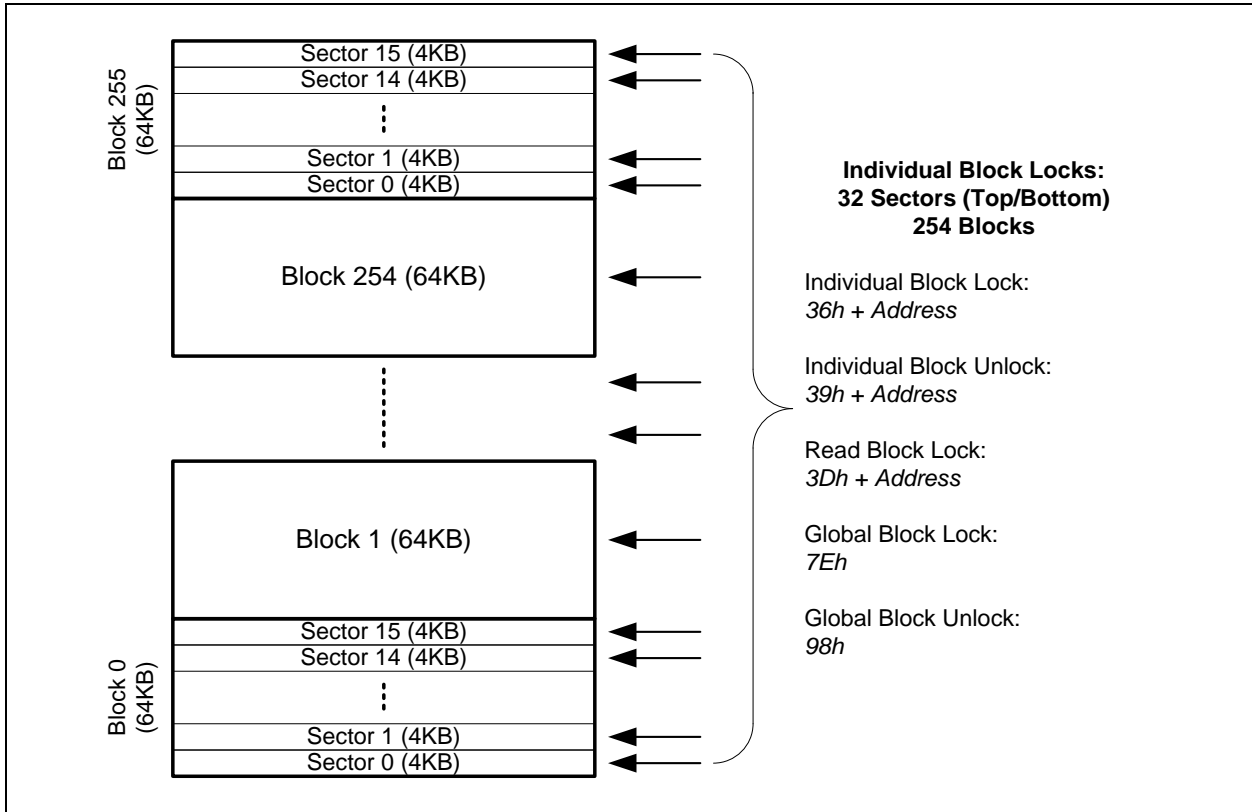 Block 255
(64KB)
Sector 15 (4KB)
Sector 14 (4KB)
Sector 1 (4KB)
Sector 0 (4KB)
Block 254 (64KB)
Block 1 (64KB)
Block 0
(64KB)
Sector 15 (4KB)
Sector 14 (4KB)
Sector 1 (4KB)
Sector 0 (4KB)
Individual Block Locks:
32 Sectors (Top/Bottom)
254 Blocks
Individual Block Lock:
36h + Address
Individual Block Unlock:
39h + Address
Read Block Lock:
3Dh + Address
Global Block Lock:
7Eh
Global Block Unlock:
98h